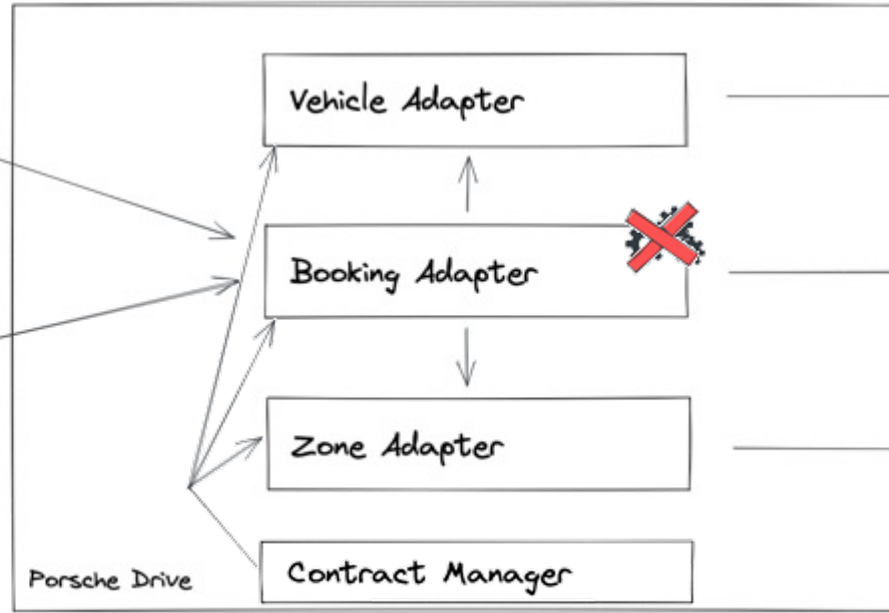 Vehicle Adapter
Booking Adapter
Zone Adapter
Contract Manager
Porsche Drive